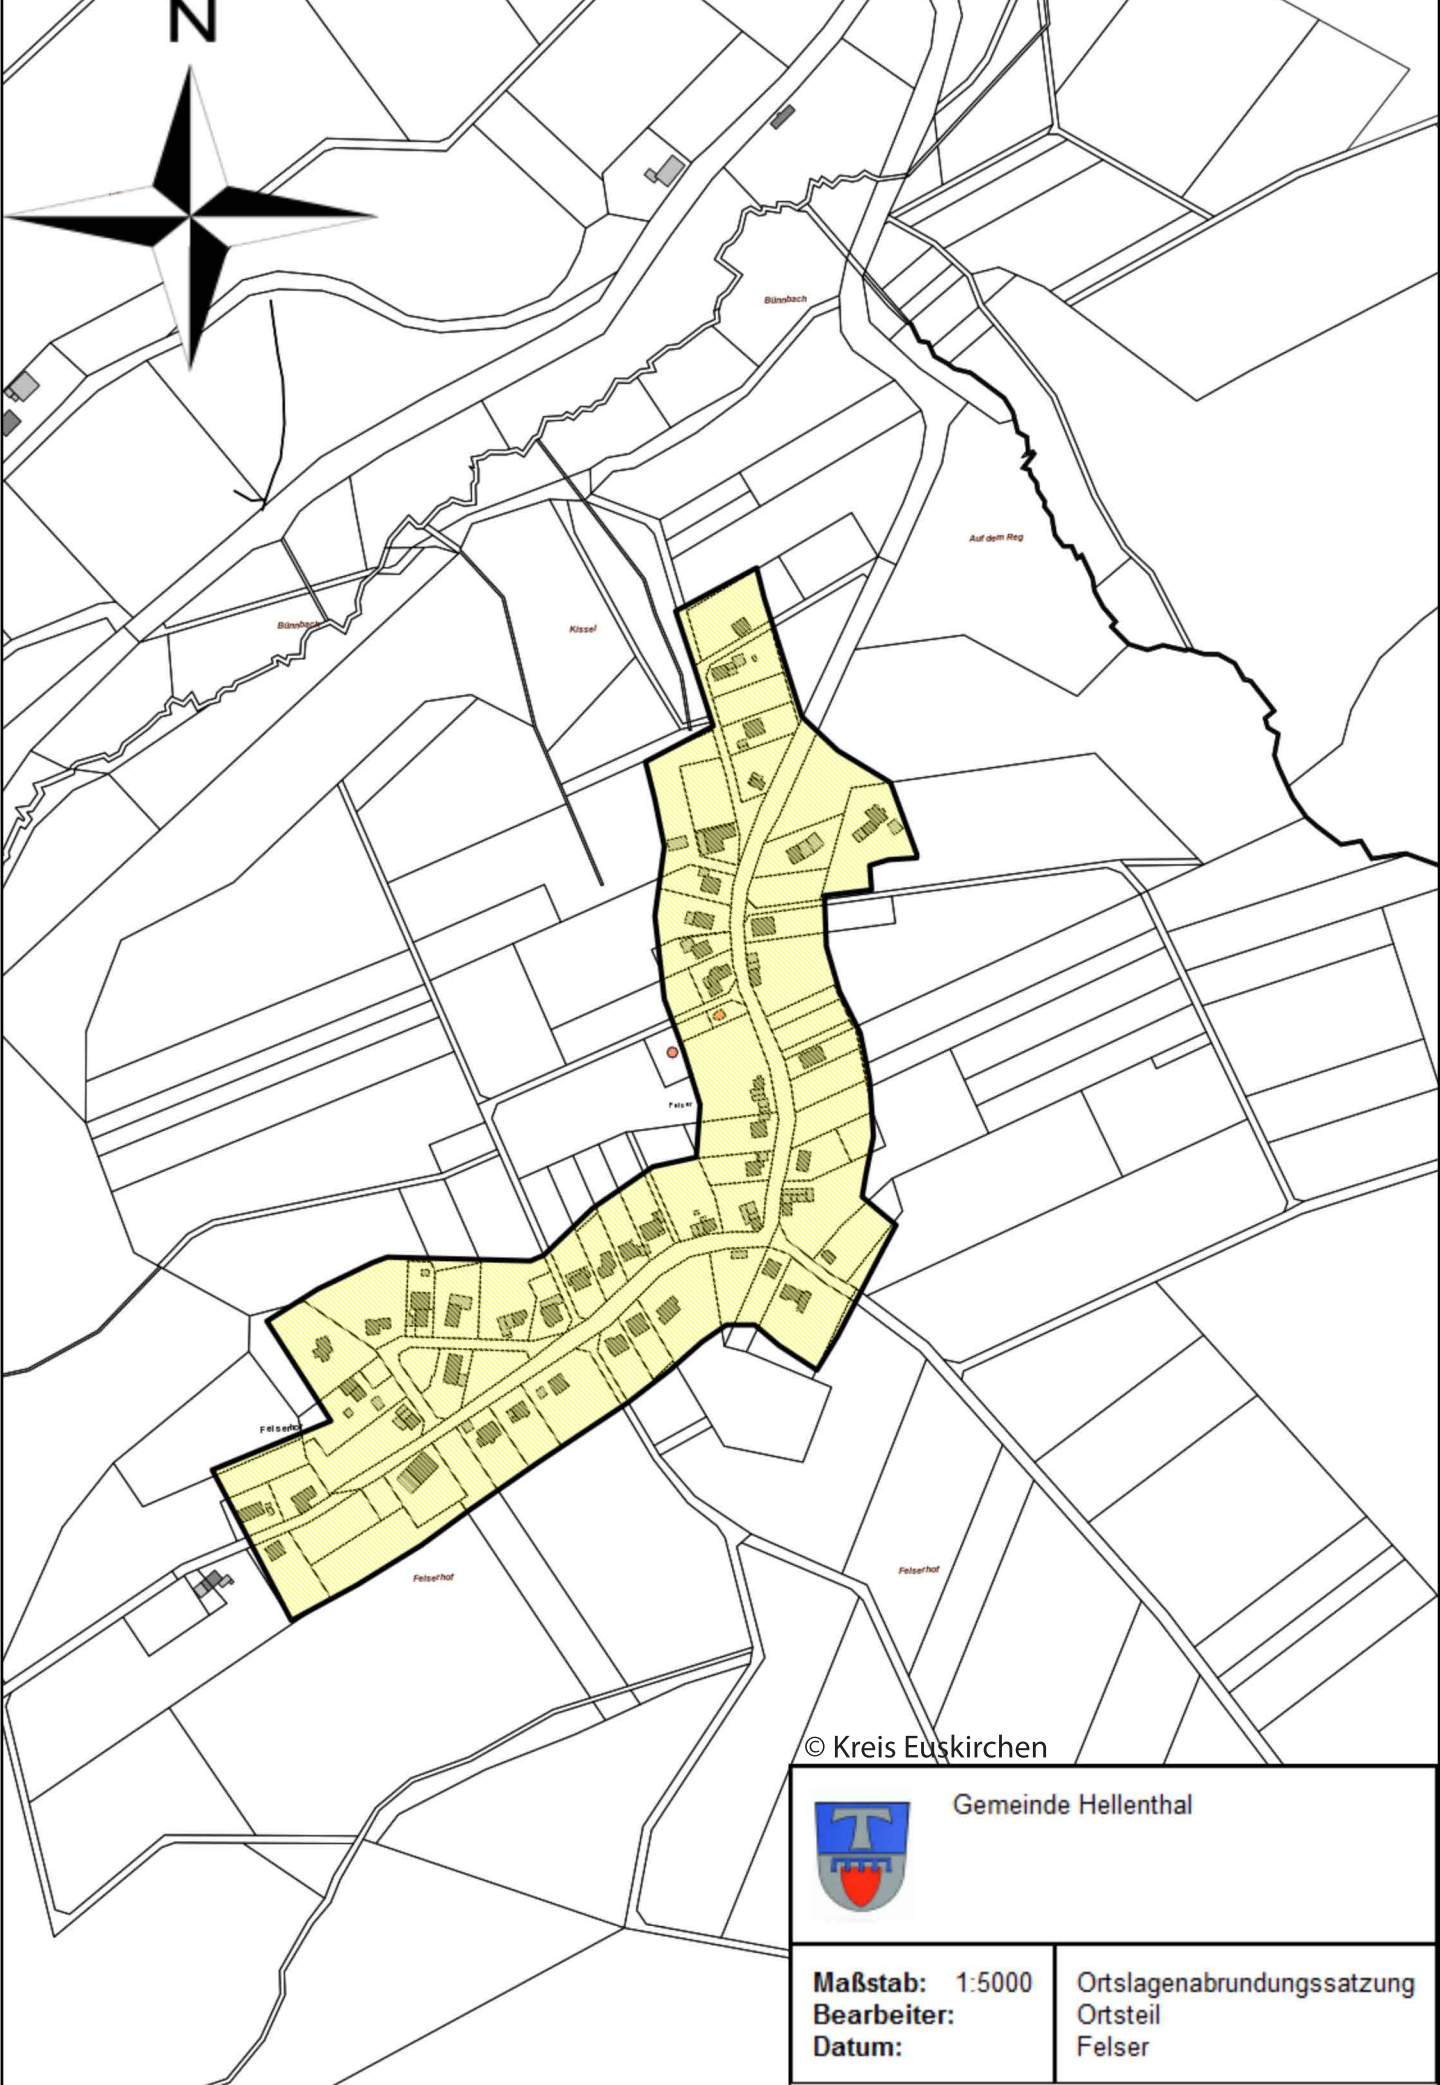 N
Bünnbach
Auf dem Reg
Bünnbach
Kissel
Felser
Felserhof
Felserhof
Felserhof
© Kreis Euskirchen
Gemeinde Hellenthal
Maßstab: 1:5000
Bearbeiter:
Datum:
Ortslagenabrundungssatzung
Ortsteil
Felser